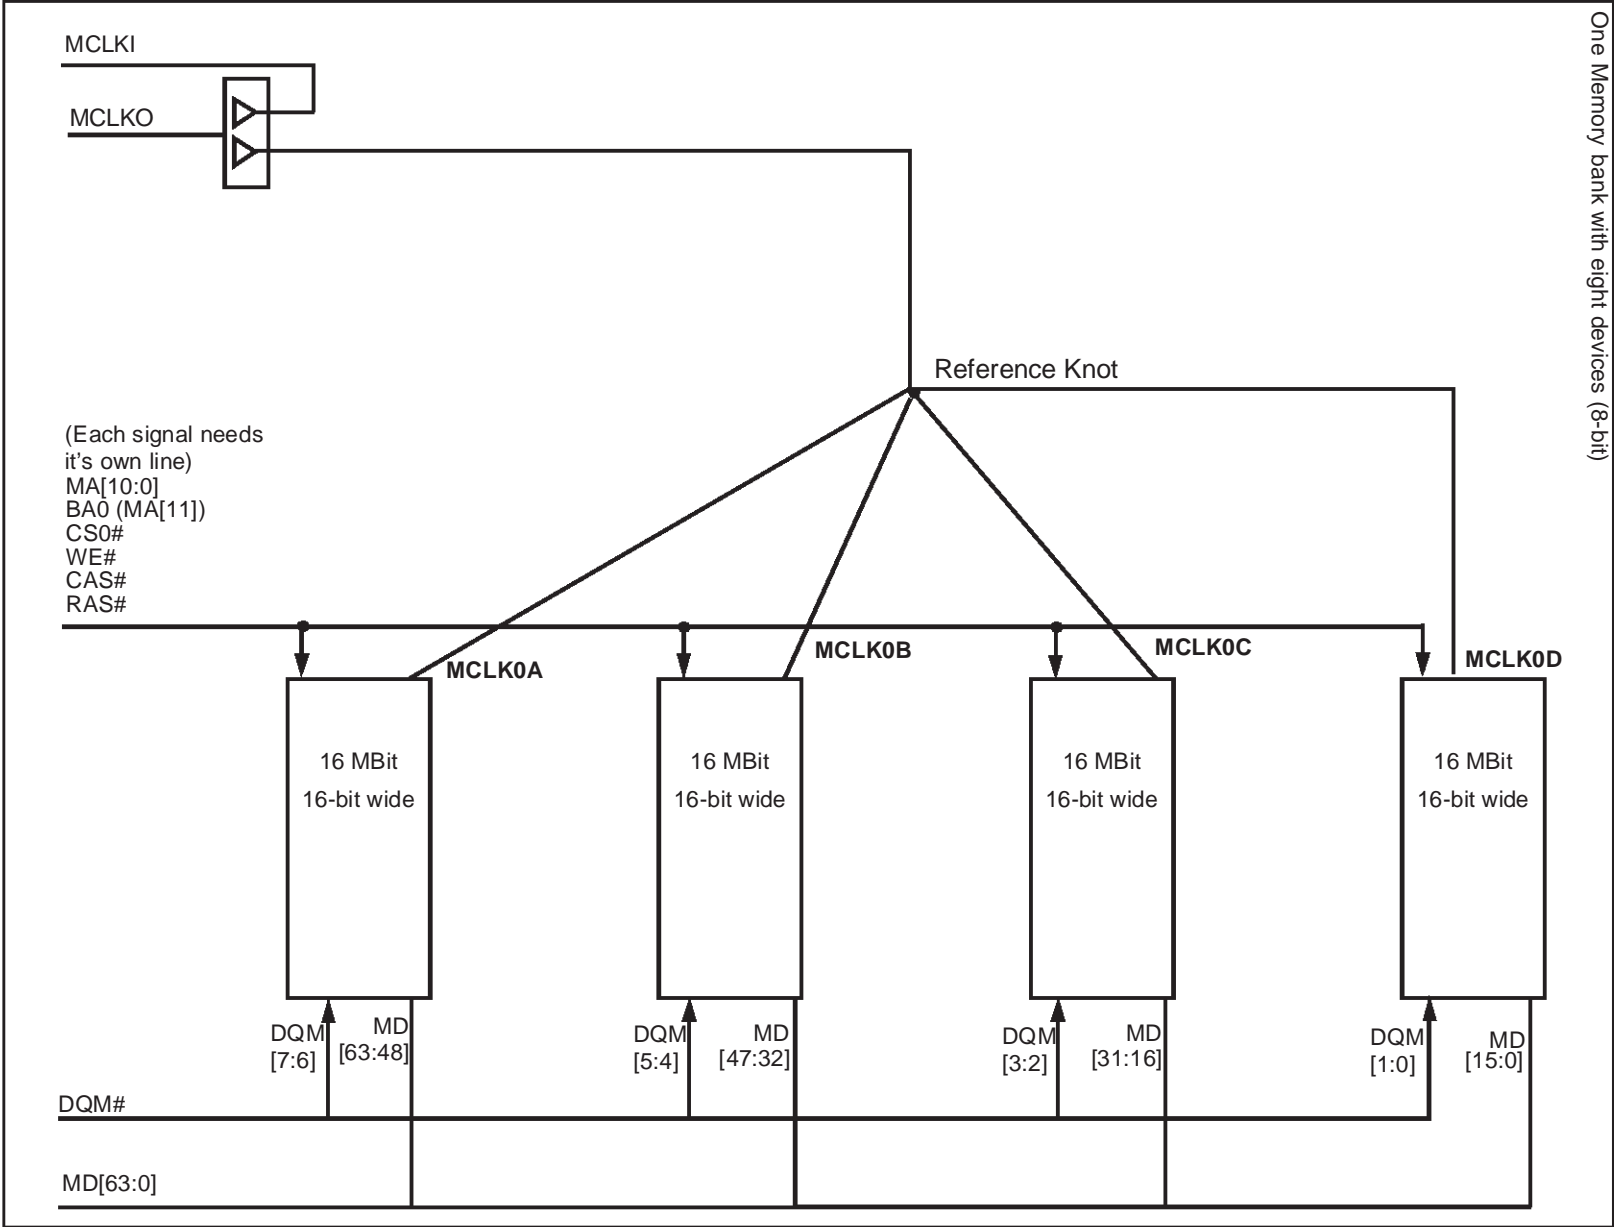 MCLKI
MCLKO
One Memory bank with eight devices (8-bit)
Reference Knot
(Each signal needs
it's own line)
MA[10:0]
BA0 (MA[11])
CS0#
WE#
CAS#
RAS#
MCLK0A
MCLK0B
MCLK0C
MCLK0D
16 MBit
16-bit wide
16 MBit
16-bit wide
16 MBit
16-bit wide
16 MBit
16-bit wide
DQM
[7:6]
MD
[63:48]
DQM
[5:4]
MD
[47:32]
DQM
[3:2]
MD
[31:16]
DQM
[1:0]
MD
[15:0]
DQM#
MD[63:0]